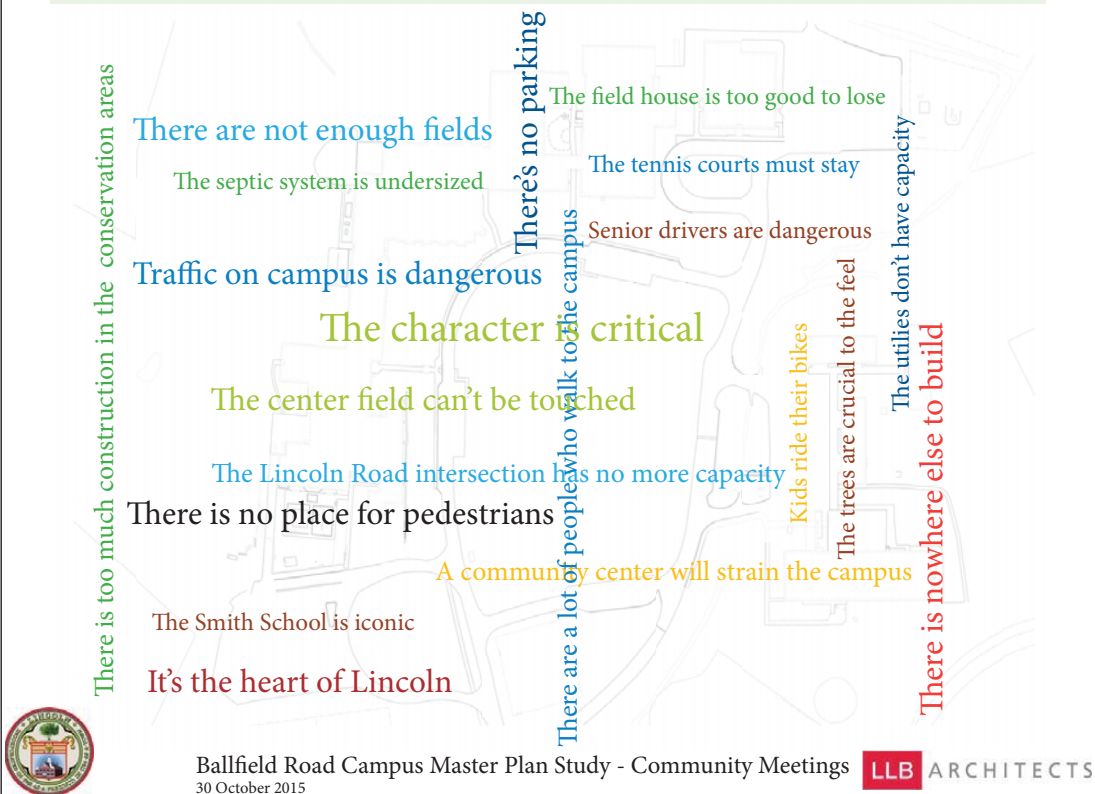 There's no parking
The field house is too good to lose
There are not enough fields
The tennis courts must stay
The septic system is undersized
Senior drivers are dangerous
Traffic on campus is dangerous
The character is critical
The center field can't be touched
The Lincoln Road intersection has no more capacity
There is no place for pedestrians
A community center will strain the campus
The Smith School is iconic
It's the heart of Lincoln
There is too much construction in the conservation areas
There are a lot of people who walk to the campus
Kids ride their bikes
The trees are crucial to the feel
The utilies don't have capacity
There is nowhere else to build
Ballfield Road Campus Master Plan Study - Community Meetings
30 October 2015
LLB ARCHITECTS